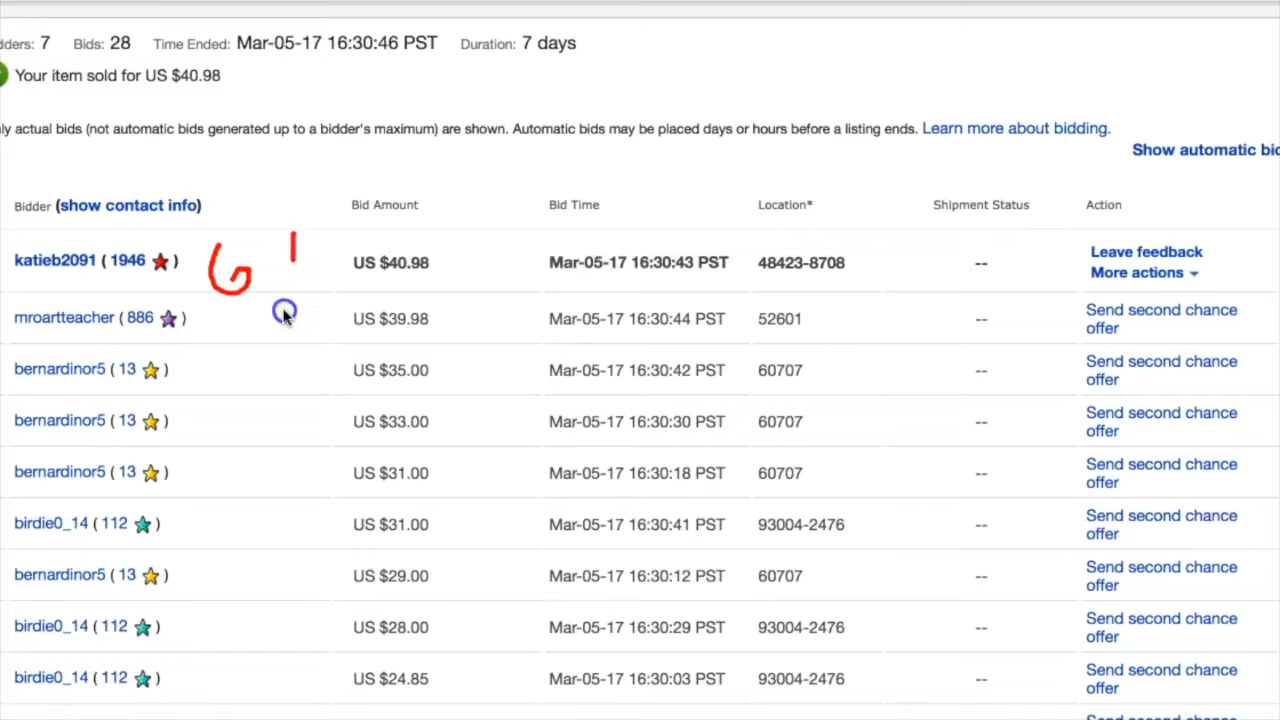 dders: 7 Bids: 28 Time Ended: Mar-05-17 16:30:46 PST Duration: 7 days
Your item sold for US $40.98
ly actual bids (not automatic bids generated up to a bidder's maximum) are shown. Automatic bids may be placed days or hours before a listing ends. Learn more about bidding.
Show automatic bid
Bidder (show contact info) Bid Amount Bid Time Location* Shipment Status Action
katieb2091 ( 1946 ) 6 US $40.98 Mar-05-17 16:30:43 PST 48423-8708 -- Leave feedback
More actions
mroartteacher ( 886 ) US $39.98 Mar-05-17 16:30:44 PST 52601 -- Send second chance
offer
bernardinor5 ( 13 ) US $35.00 Mar-05-17 16:30:42 PST 60707 -- Send second chance
offer
bernardinor5 ( 13 ) US $33.00 Mar-05-17 16:30:30 PST 60707 -- Send second chance
offer
bernardinor5 ( 13 ) US $31.00 Mar-05-17 16:30:18 PST 60707 -- Send second chance
offer
birdie0_14 ( 112 ) US $31.00 Mar-05-17 16:30:41 PST 93004-2476 -- Send second chance
offer
bernardinor5 ( 13 ) US $29.00 Mar-05-17 16:30:12 PST 60707 -- Send second chance
offer
birdie0_14 ( 112 ) US $28.00 Mar-05-17 16:30:29 PST 93004-2476 -- Send second chance
offer
birdie0_14 ( 112 ) US $24.85 Mar-05-17 16:30:03 PST 93004-2476 -- Send second chance
offer